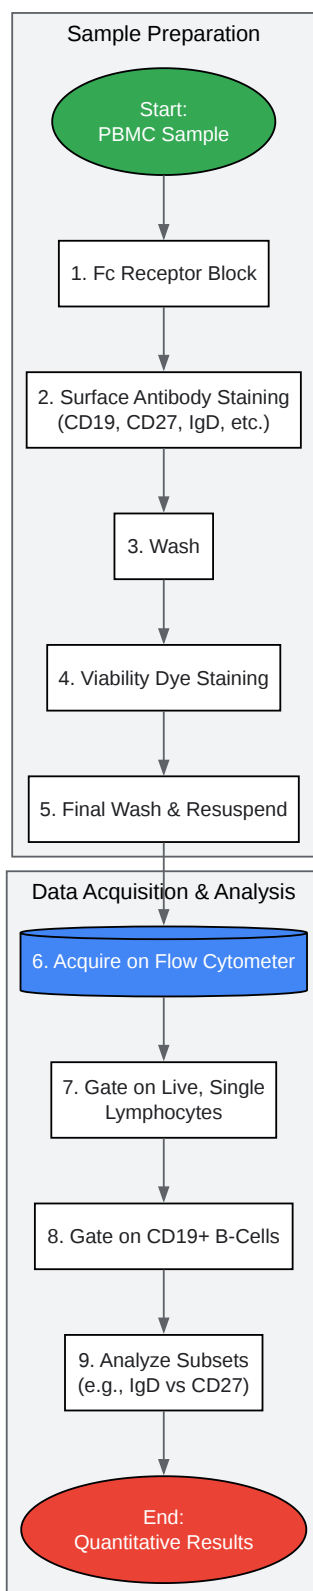 Sample Preparation
Start:
PBMC Sample
1. Fc Receptor Block
2. Surface Antibody Staining
(CD19, CD27, IgD, etc.)
3. Wash
4. Viability Dye Staining
5. Final Wash & Resuspend
Data Acquisition & Analysis
6. Acquire on Flow Cytometer
7. Gate on Live, Single
Lymphocytes
8. Gate on CD19+ B-Cells
9. Analyze Subsets
(e.g., IgD vs CD27)
End:
Quantitative Results